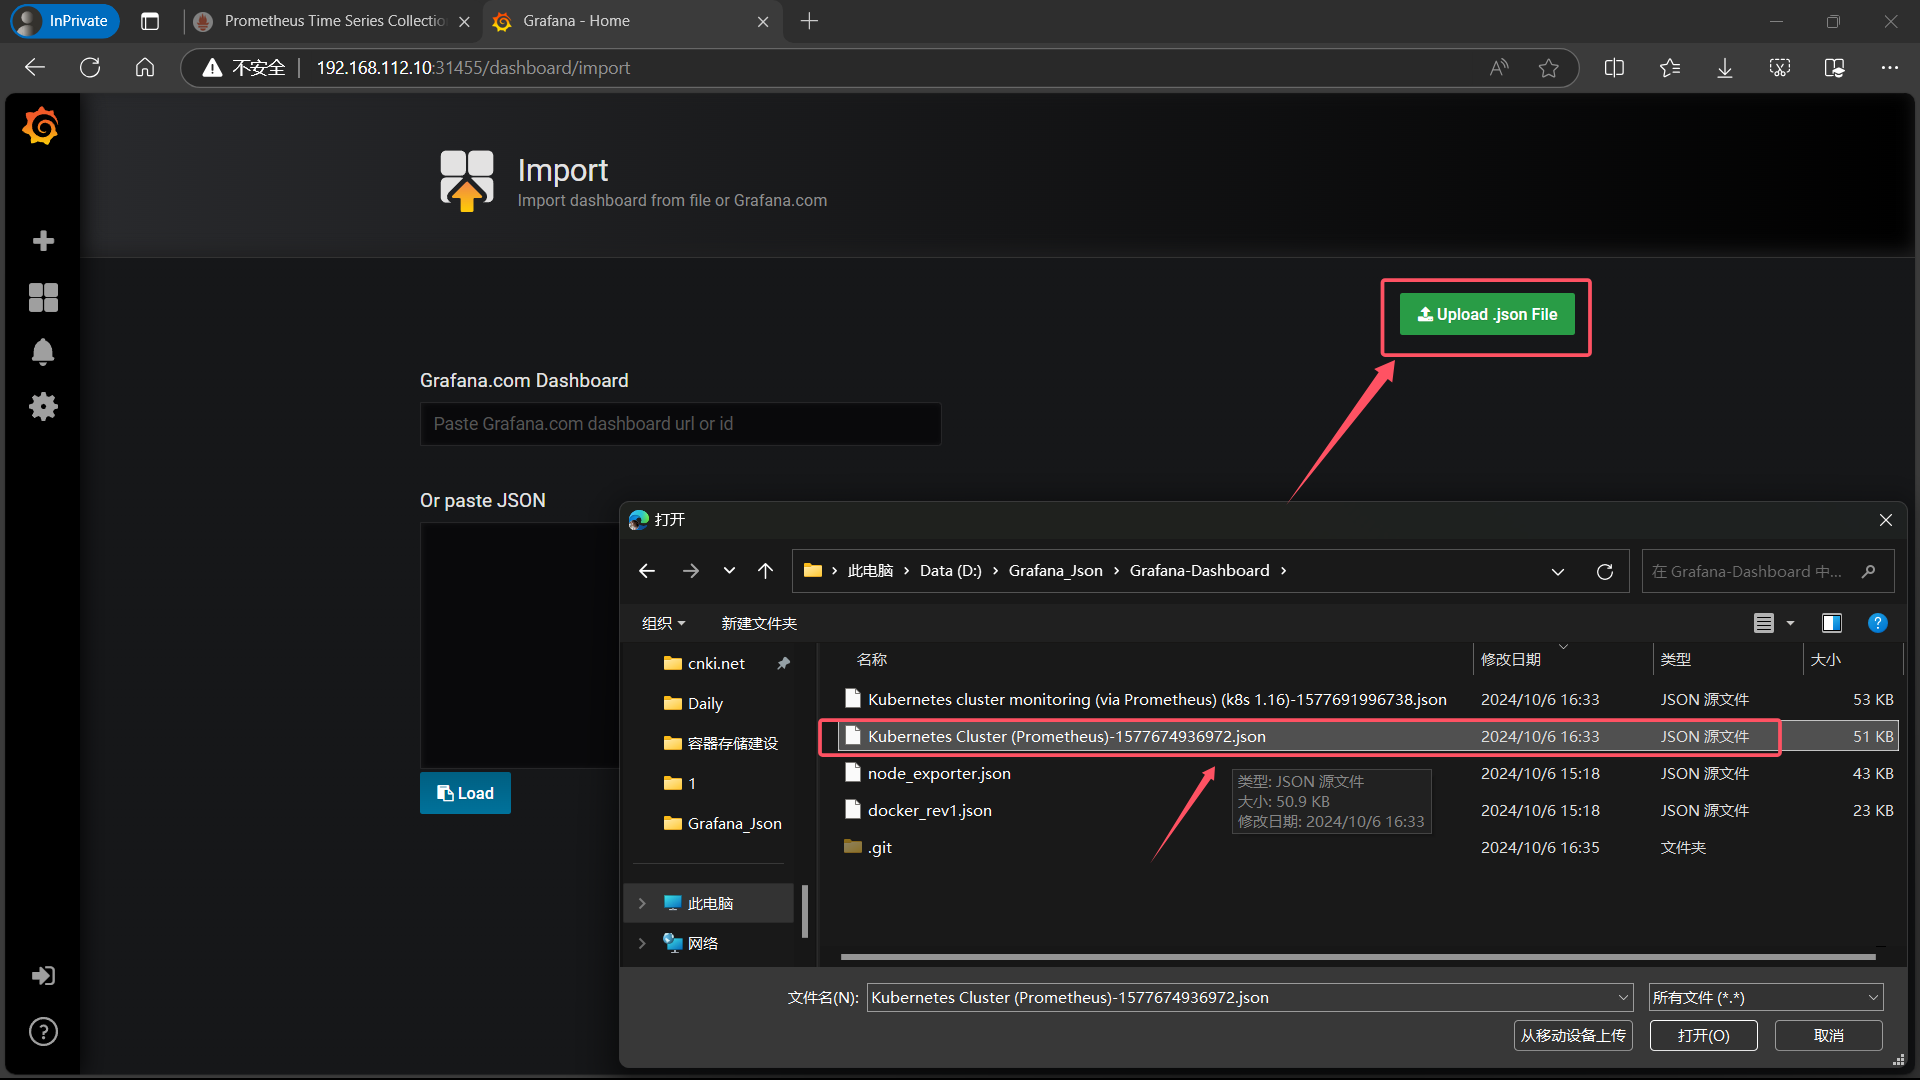 InPrivate
Prometheus Time Series Collectio
Grafana - Home
不安全
192.168.112.10:31455/dashboard/import
Import
Import dashboard from file or Grafana.com
Upload .json File
Grafana.com Dashboard
Paste Grafana.com dashboard url or id
Or paste JSON
Load
打开
此电脑 Data (D:) Grafana_Json Grafana-Dashboard
在 Grafana-Dashboard 中...
组织 新建文件夹
cnki.net
Daily
容器存储建设
1
Grafana_Json
此电脑
网络
名称 修改日期 类型 大小
Kubernetes cluster monitoring (via Prometheus) (k8s 1.16)-1577691996738.json 2024/10/6 16:33 JSON 源文件 53 KB
Kubernetes Cluster (Prometheus)-1577674936972.json 2024/10/6 16:33 JSON 源文件 51 KB
node_exporter.json 2024/10/6 15:18 JSON 源文件 43 KB
docker_rev1.json 2024/10/6 15:18 JSON 源文件 23 KB
.git 2024/10/6 16:35 文件夹
类型: JSON 源文件
大小: 50.9 KB
修改日期: 2024/10/6 16:33
文件名(N): Kubernetes Cluster (Prometheus)-1577674936972.json
所有文件 (*.*)
从移动设备上传 打开(O) 取消